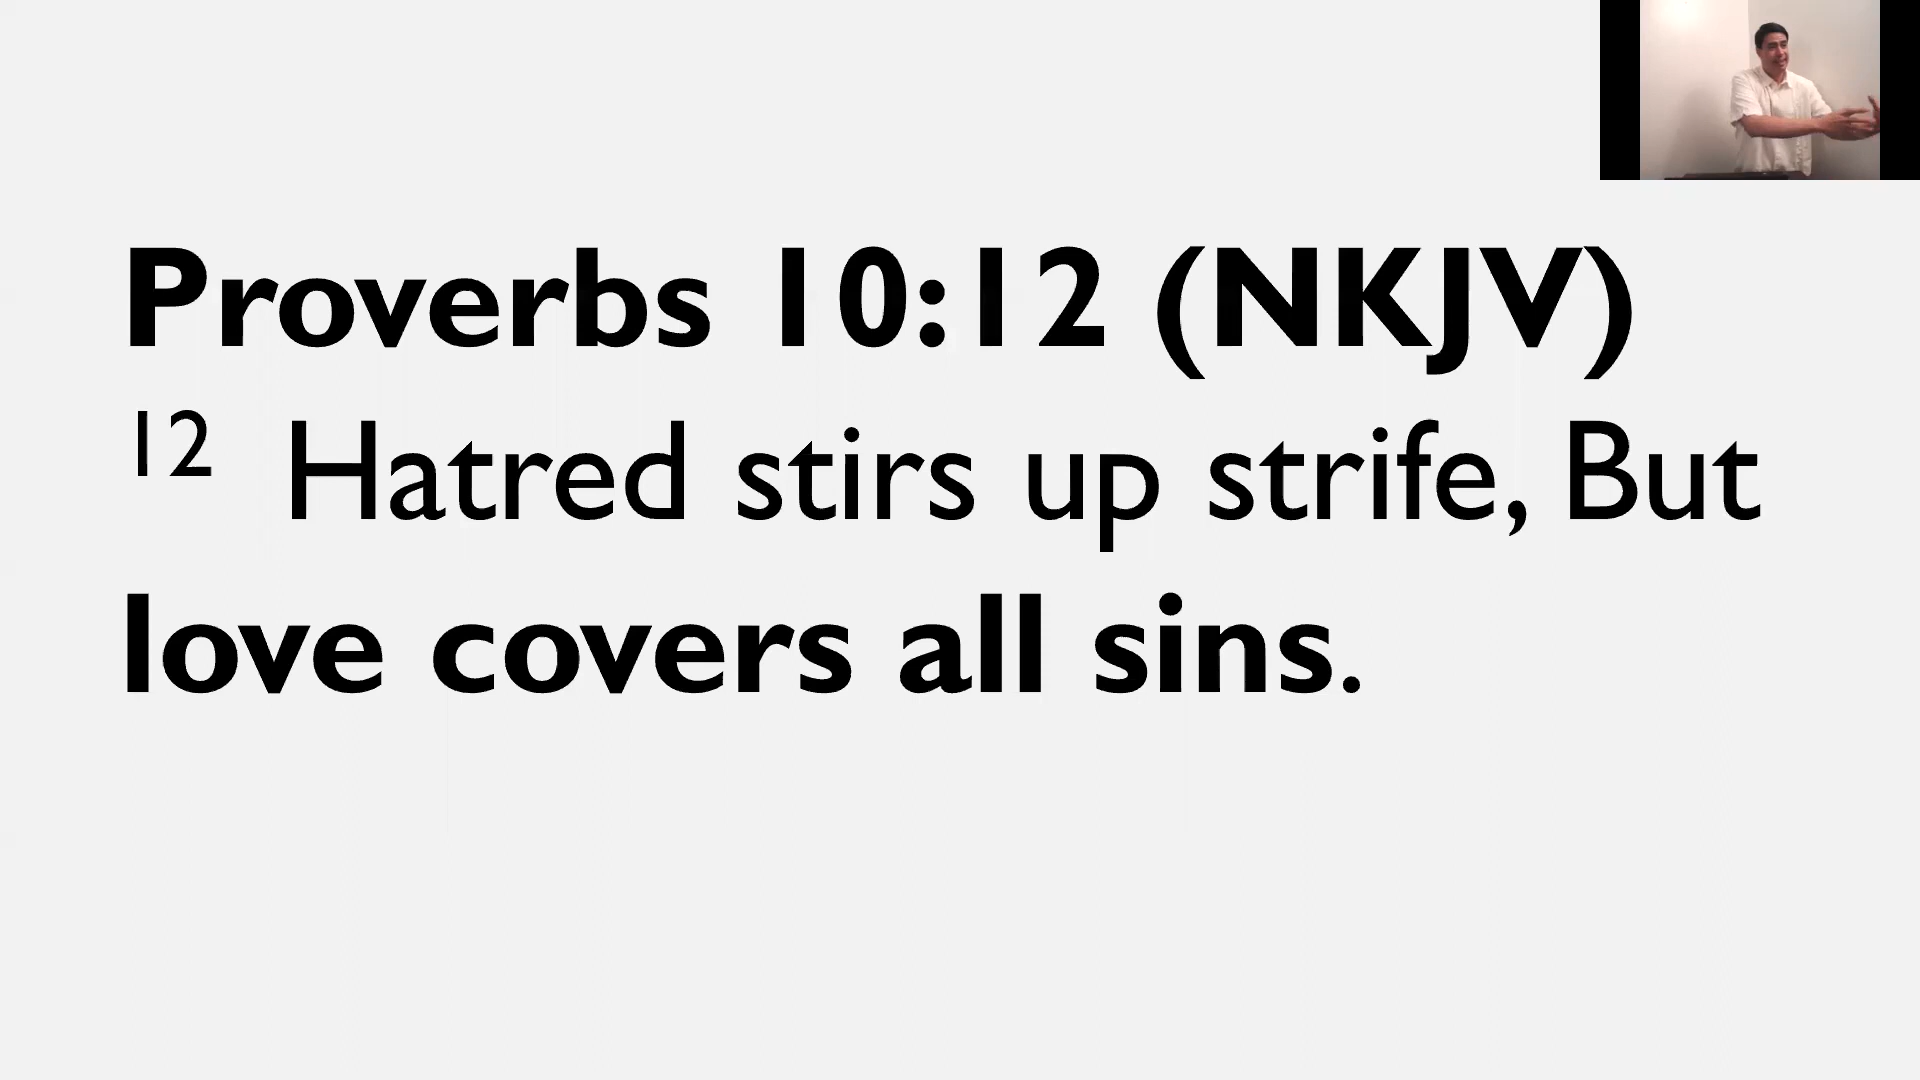 Proverbs 10:12 (NKJV)
12 Hatred stirs up strife, But
love covers all sins.